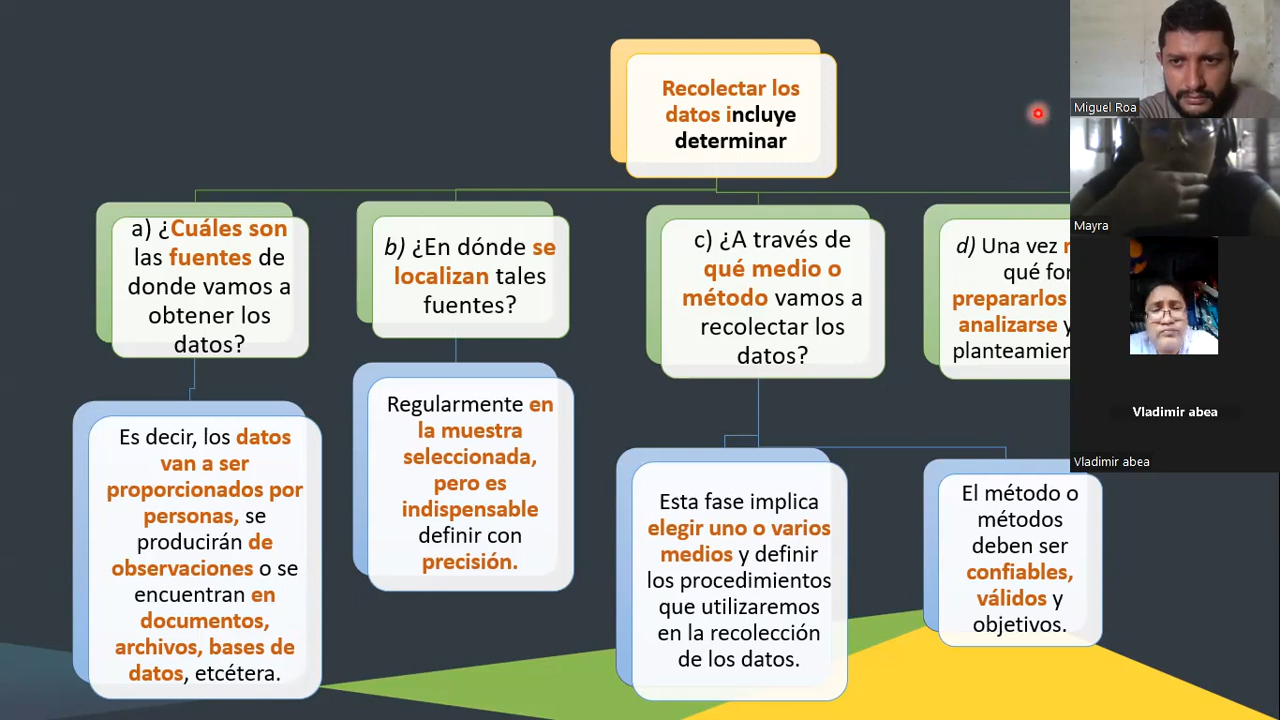 Recolectar los
datos incluye
determinar
a) ¿Cuáles son
las fuentes de
donde vamos a
obtener los
datos?
b) ¿En dónde se
localizan tales
fuentes?
c) ¿A través de
qué medio o
método vamos a
recolectar los
datos?
d) Una vez
qué
prepararlos
analizarse y
Es decir, los datos
van a ser
proporcionados por
personas, se
producirán de
observaciones o se
encuentran en
documentos,
archivos, bases de
datos, etcétera.
Regularmente en
la muestra
seleccionada,
pero es
indispensable
definir con
precisión.
Esta fase implica
elegir uno o varios
medios y definir
los procedimientos
que utilizaremos
en la recolección
de los datos.
El método o
métodos
deben ser
confiables,
válidos y
objetivos.
Miguel Roa
Mayra
Vladimir abea
Vladimir abea